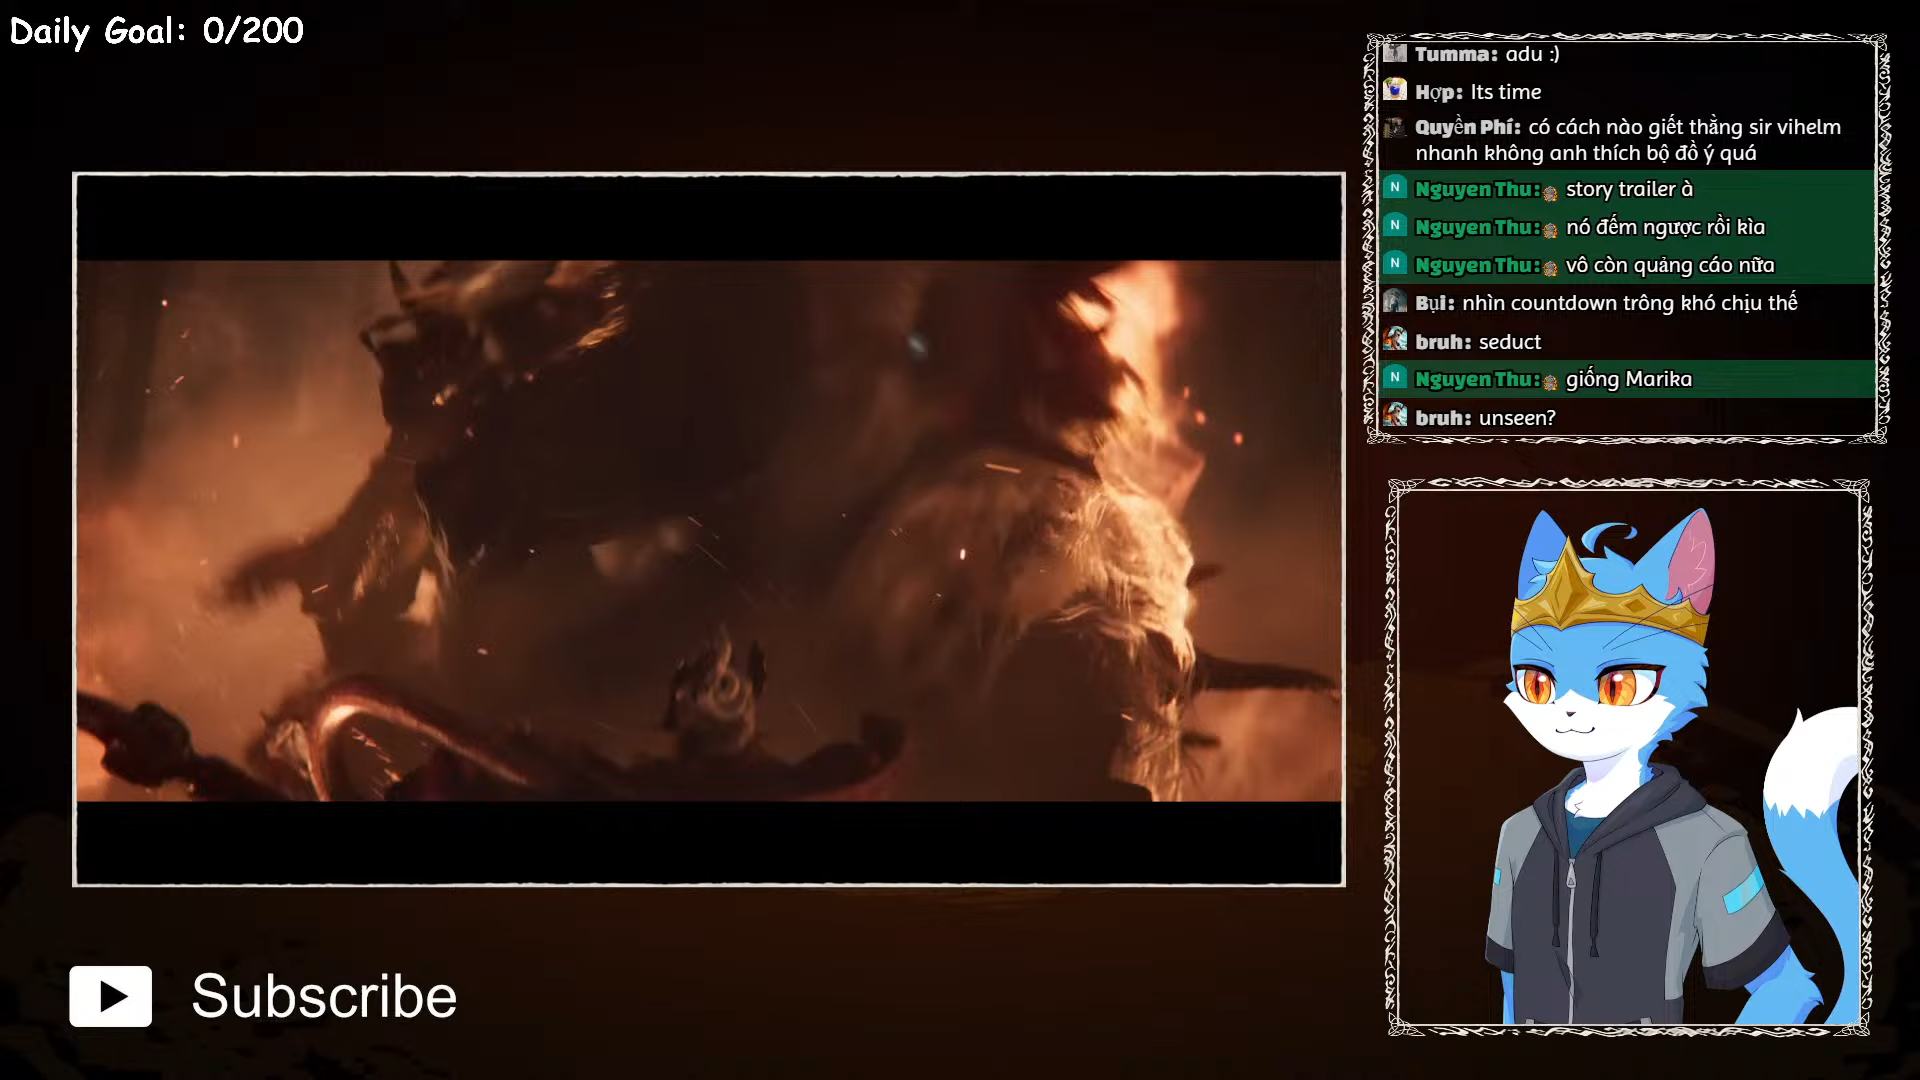 Daily Goal: 0/200
Tumma: adu :)
Hợp: Its time
Quyền Phí: có cách nào giết thằng sir vihelm
nhanh không anh thích bộ đồ ý quá
N Nguyen Thu: story trailer à
N Nguyen Thu: nó đếm ngược rồi kìa
N Nguyen Thu: vô còn quảng cáo nữa
Bụi: nhìn countdown trông khó chịu thế
bruh: seduct
N Nguyen Thu: giống Marika
bruh: unseen?
Subscribe